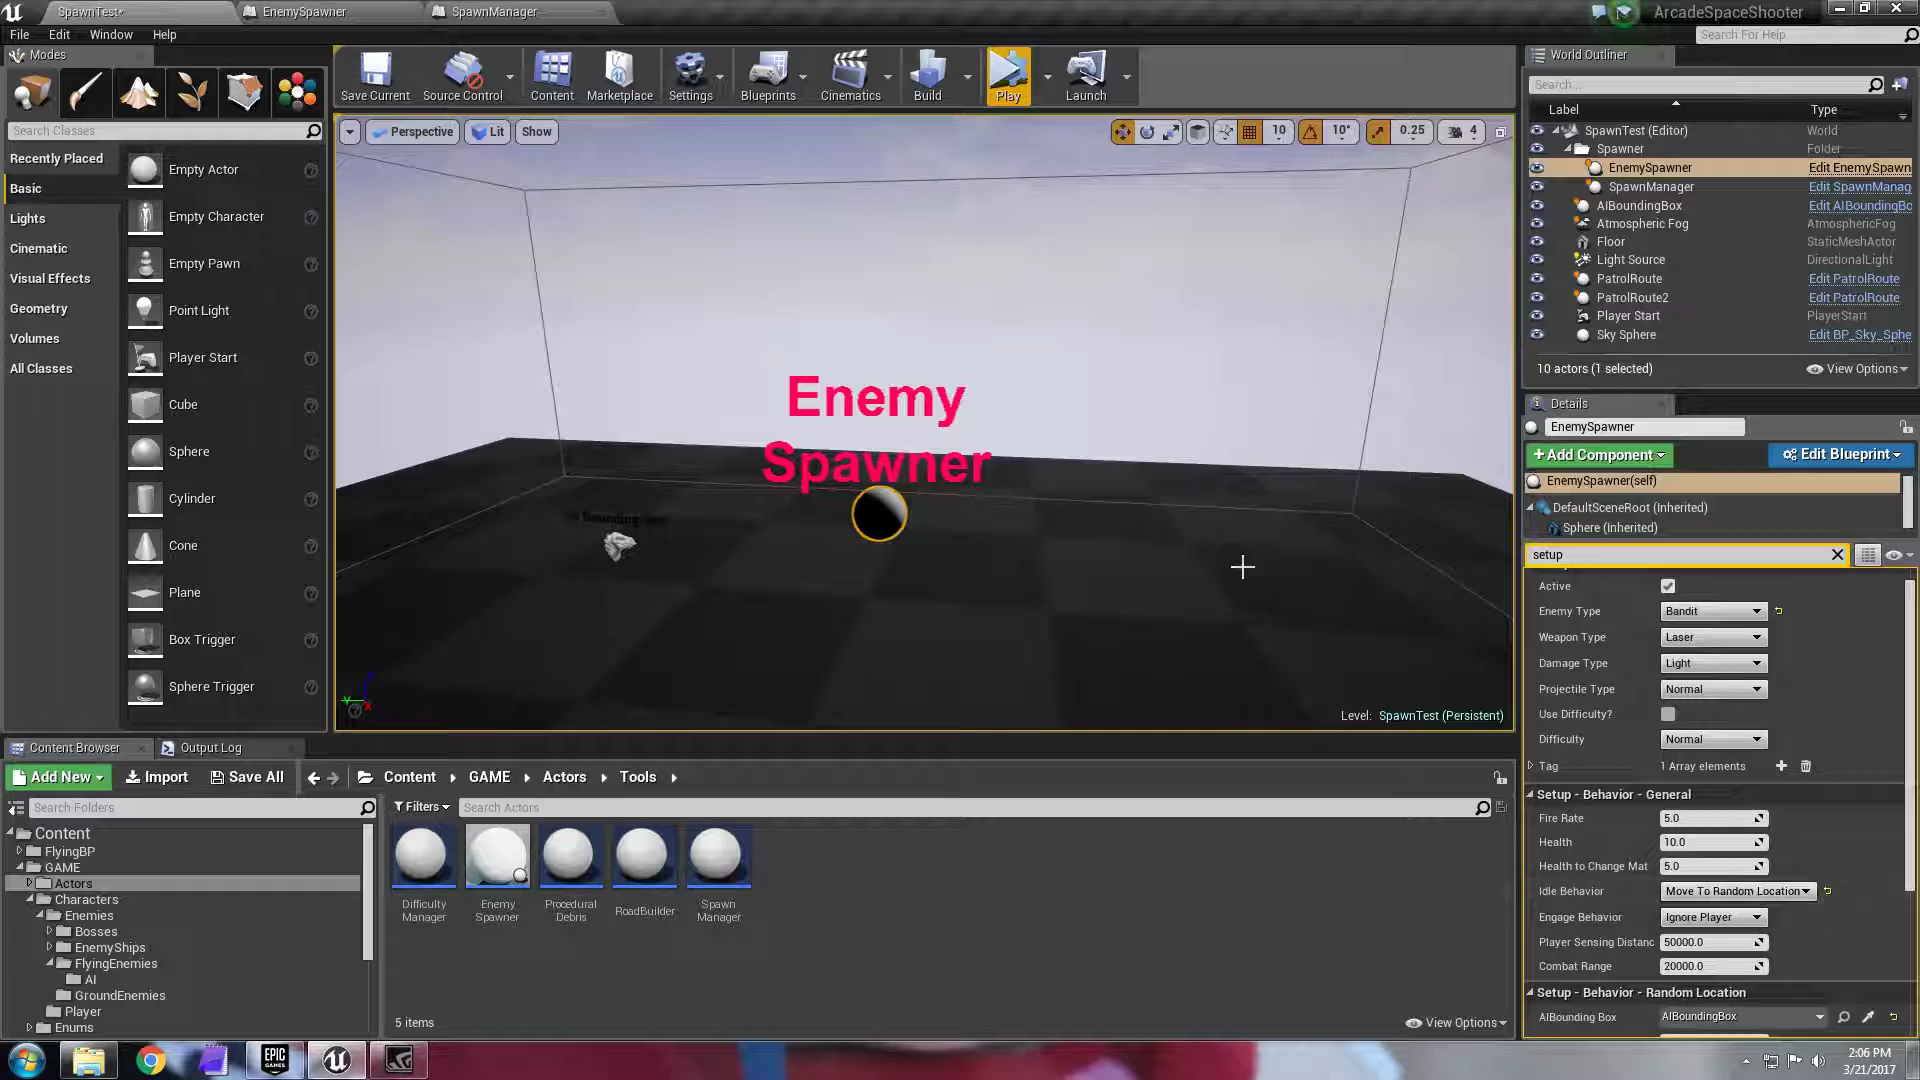 SpawnTest*
EnemySpawner
SpawnManager
ArcadeSpaceShooter
File Edit Window Help
Search For Help
Modes
Search Classes
Recently Placed
Basic
Lights
Cinematic
Visual Effects
Geometry
Volumes
All Classes
Empty Actor
Empty Character
Empty Pawn
Point Light
Player Start
Cube
Sphere
Cylinder
Cone
Plane
Box Trigger
Sphere Trigger
Save Current
Source Control
Content
Marketplace
Settings
Blueprints
Cinematics
Build
Play
Launch
Perspective
Lit
Show
10
10°
0.25
4
Enemy
Spawner
Level: SpawnTest (Persistent)
World Outliner
Search...
Label Type
SpawnTest (Editor) World
Spawner Folder
EnemySpawner Edit EnemySpawn
SpawnManager Edit SpawnManag
AIBoundingBox Edit AIBoundingBo
Atmospheric Fog AtmosphericFog
Floor StaticMeshActor
Light Source DirectionalLight
PatrolRoute Edit PatrolRoute
PatrolRoute2 Edit PatrolRoute
Player Start PlayerStart
Sky Sphere Edit BP_Sky_Sphe
10 actors (1 selected)
View Options
Details
EnemySpawner
+Add Component
Edit Blueprint
EnemySpawner(self)
DefaultSceneRoot (Inherited)
Sphere (Inherited)
setup
Active
Enemy Type Bandit
Weapon Type Laser
Damage Type Light
Projectile Type Normal
Use Difficulty?
Difficulty Normal
Tag 1 Array elements
Setup - Behavior - General
Fire Rate 5.0
Health 10.0
Health to Change Mat 5.0
Idle Behavior Move To Random Location
Engage Behavior Ignore Player
Player Sensing Distanc 50000.0
Combat Range 20000.0
Setup - Behavior - Random Location
AIBounding Box AIBoundingBox
Content Browser
Output Log
Add New
Import
Save All
Content
GAME
Actors
Tools
Search Folders
Filters
Search Actors
Content
FlyingBP
GAME
Actors
Characters
Enemies
Bosses
EnemyShips
FlyingEnemies
AI
GroundEnemies
Player
Enums
Difficulty
Manager
Enemy
Spawner
Procedural
Debris
RoadBuilder
Spawn
Manager
5 items
View Options
EPIC
GAMES
2:06 PM
3/21/2017